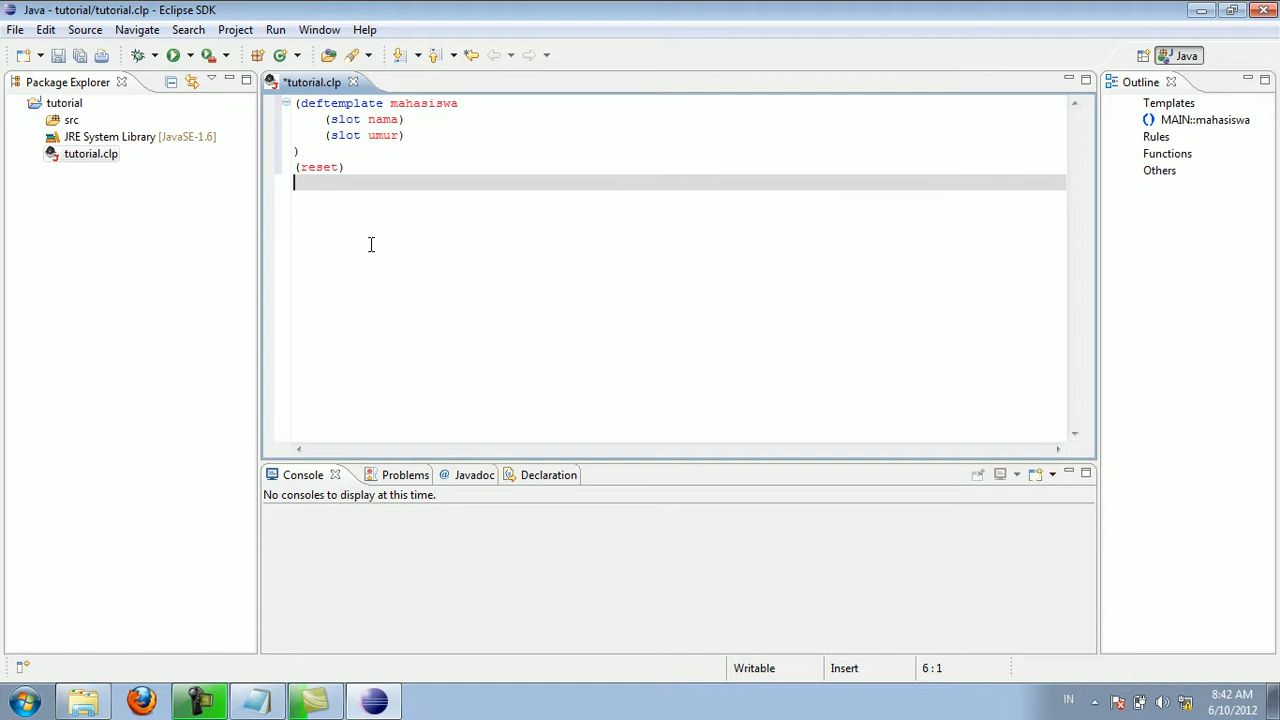 Java - tutorial/tutorial.clp - Eclipse SDK
File Edit Source Navigate Search Project Run Window Help
Java
Package Explorer
*tutorial.clp
Outline
tutorial
src
JRE System Library [JavaSE-1.6]
tutorial.clp
(deftemplate mahasiswa
(slot nama)
(slot umur)
)
(reset)
Templates
MAIN::mahasiswa
Rules
Functions
Others
Console
Problems
@ Javadoc
Declaration
No consoles to display at this time.
Writable
Insert
6 : 1
IN
8:42 AM
6/10/2012